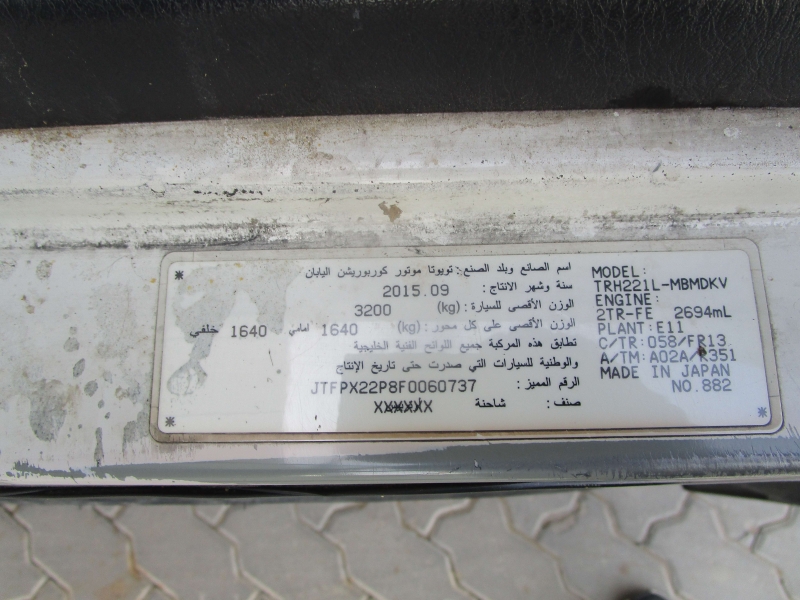 اسم الصانع وبلد الصنع : تويوتا موتور كوربوريشن اليابان
سنة وشهر الانتاج : 2015.09
الوزن الأقصى للسيارة : (kg) 3200
الوزن الأقصى على كل محور : (kg) 1640 امامي 1640 خلفي
تطابق هذه المركبة جميع اللوائح الفنية الخليجية
والوطنية للسيارات التي صدرت حتى تاريخ الإنتاج
الرقم المميز : JTFPX22P8F0060737
صنف : شاحنة XXXXXX
MODEL:
TRH221L-MBMDKV
ENGINE:
2TR-FE 2694mL
PLANT: E11
C/TR: 058/FR13
A/TM: A02A/R351
MADE IN JAPAN
NO. 882